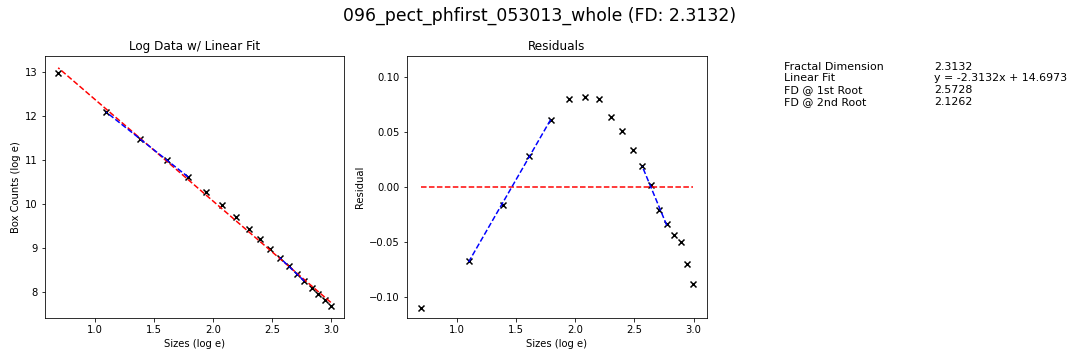 096_pect_phfirst_053013_whole (FD: 2.3132)
Log Data w/ Linear Fit
Box Counts (log e)
13
12
11
10
9
8
1.0 1.5 2.0 2.5 3.0
Sizes (log e)
Residuals
Residual
0.10
0.05
0.00
−0.05
−0.10
1.0 1.5 2.0 2.5 3.0
Sizes (log e)
Fractal Dimension 2.3132
Linear Fit y = -2.3132x + 14.6973
FD @ 1st Root 2.5728
FD @ 2nd Root 2.1262